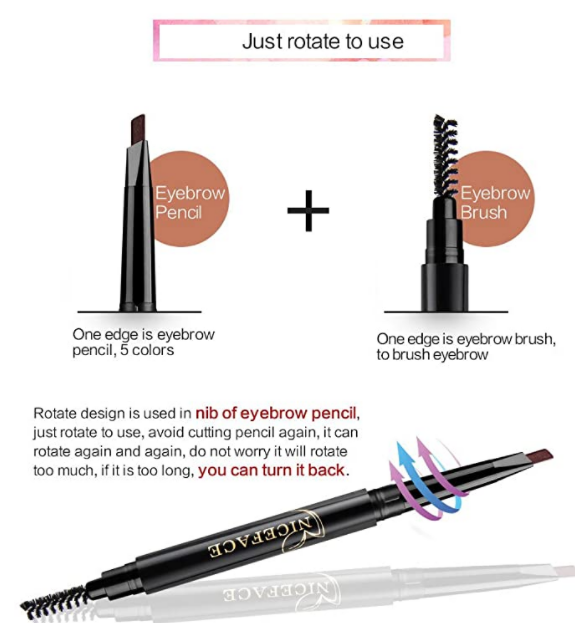 Just rotate to use
Eyebrow
Pencil
Eyebrow
Brush
One edge is eyebrow
pencil, 5 colors
One edge is eyebrow brush,
to brush eyebrow
Rotate design is used in nib of eyebrow pencil,
just rotate to use, avoid cutting pencil again, it can
rotate again and again, do not worry it will rotate
too much, if it is too long, you can turn it back.
NICEFACE
NICEFACE